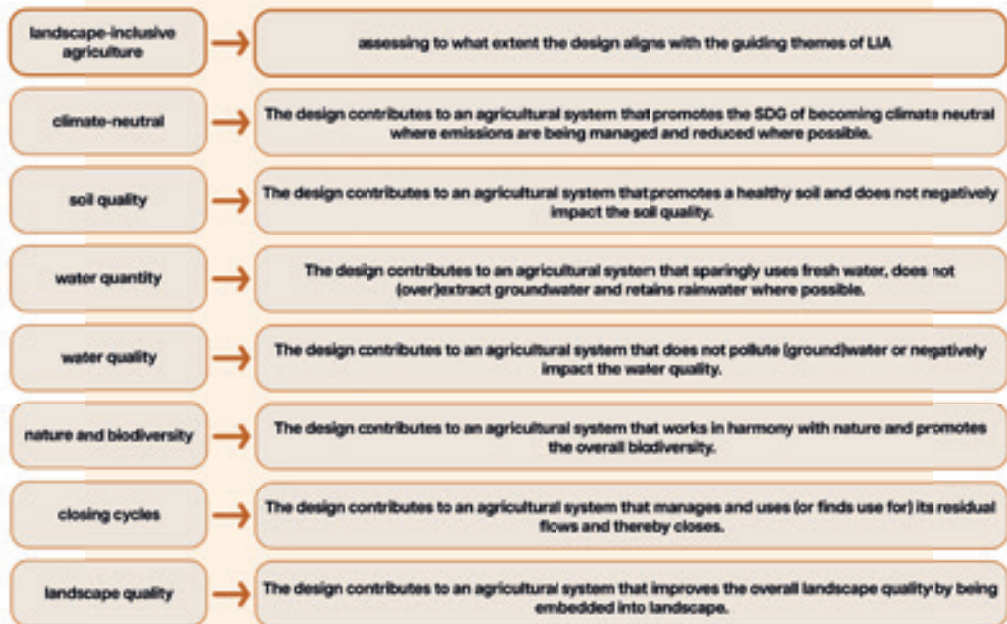 landscape-inclusive
agriculture
assessing to what extent the design aligns with the guiding themes of LIA
climate-neutral
The design contributes to an agricultural system that promotes the SDG of becoming climate neutral
where emissions are being managed and reduced where possible.
soil quality
The design contributes to an agricultural system that promotes a healthy soil and does not negatively
impact the soil quality.
water quantity
The design contributes to an agricultural system that sparingly uses fresh water, does not
(over)extract groundwater and retains rainwater where possible.
water quality
The design contributes to an agricultural system that does not pollute (ground)water or negatively
impact the water quality.
nature and biodiversity
The design contributes to an agricultural system that works in harmony with nature and promotes
the overall biodiversity.
closing cycles
The design contributes to an agricultural system that manages and uses (or finds use for) its residual
flows and thereby closes.
landscape quality
The design contributes to an agricultural system that improves the overall landscape quality by being
embedded into landscape.